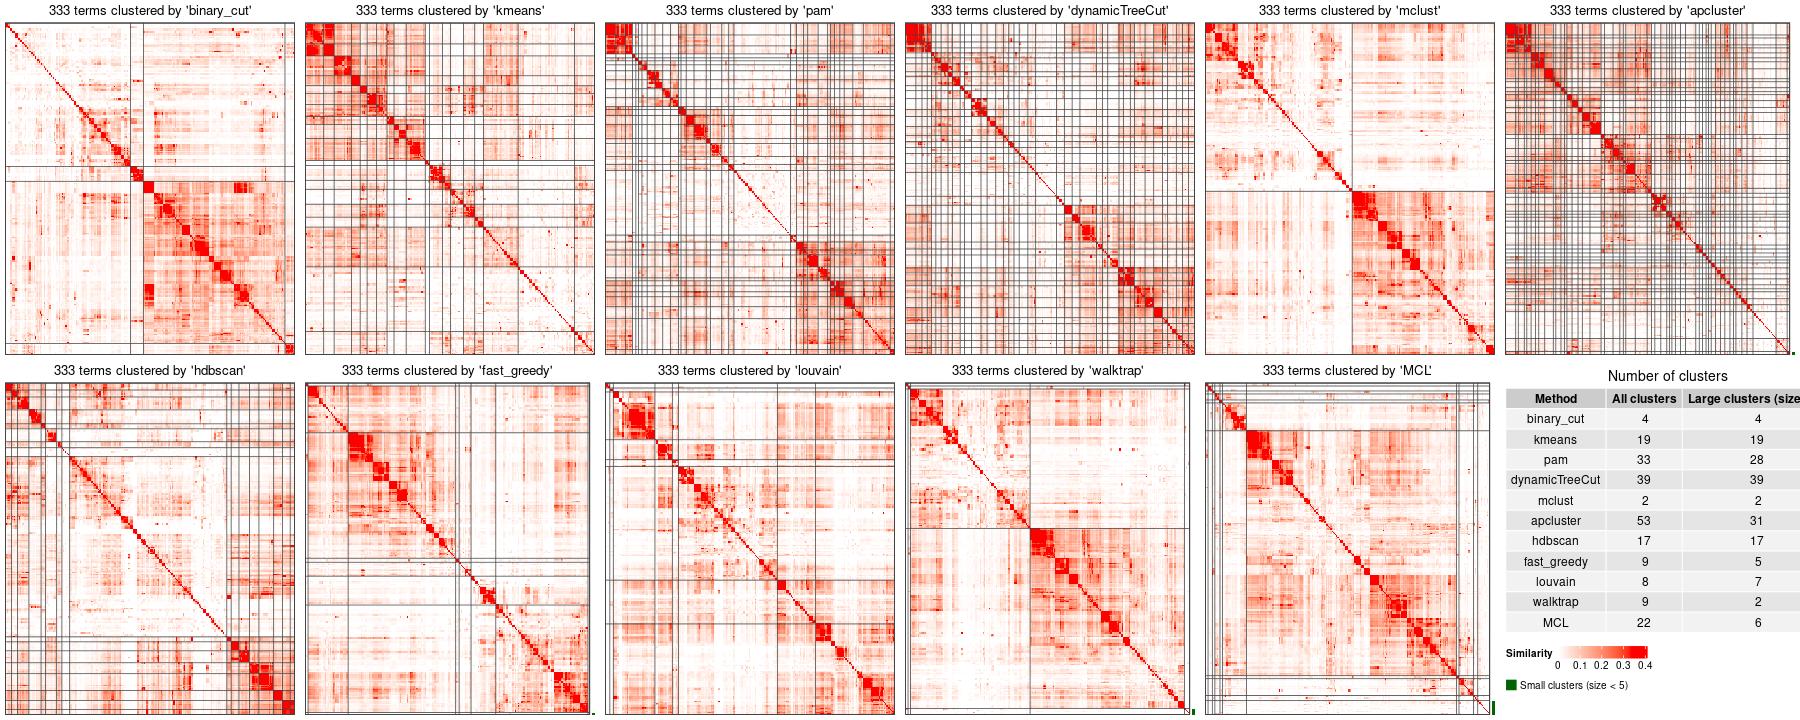 333 terms clustered by 'binary_cut'
333 terms clustered by 'kmeans'
333 terms clustered by 'pam'
333 terms clustered by 'dynamicTreeCut'
333 terms clustered by 'mclust'
333 terms clustered by 'apcluster'
333 terms clustered by 'hdbscan'
333 terms clustered by 'fast_greedy'
333 terms clustered by 'louvain'
333 terms clustered by 'walktrap'
333 terms clustered by 'MCL'
Number of clusters
Method All clusters Large clusters (size
binary_cut 4 4
kmeans 19 19
pam 33 28
dynamicTreeCut 39 39
mclust 2 2
apcluster 53 31
hdbscan 17 17
fast_greedy 9 5
louvain 8 7
walktrap 9 2
MCL 22 6
Similarity
0 0.1 0.2 0.3 0.4
Small clusters (size < 5)